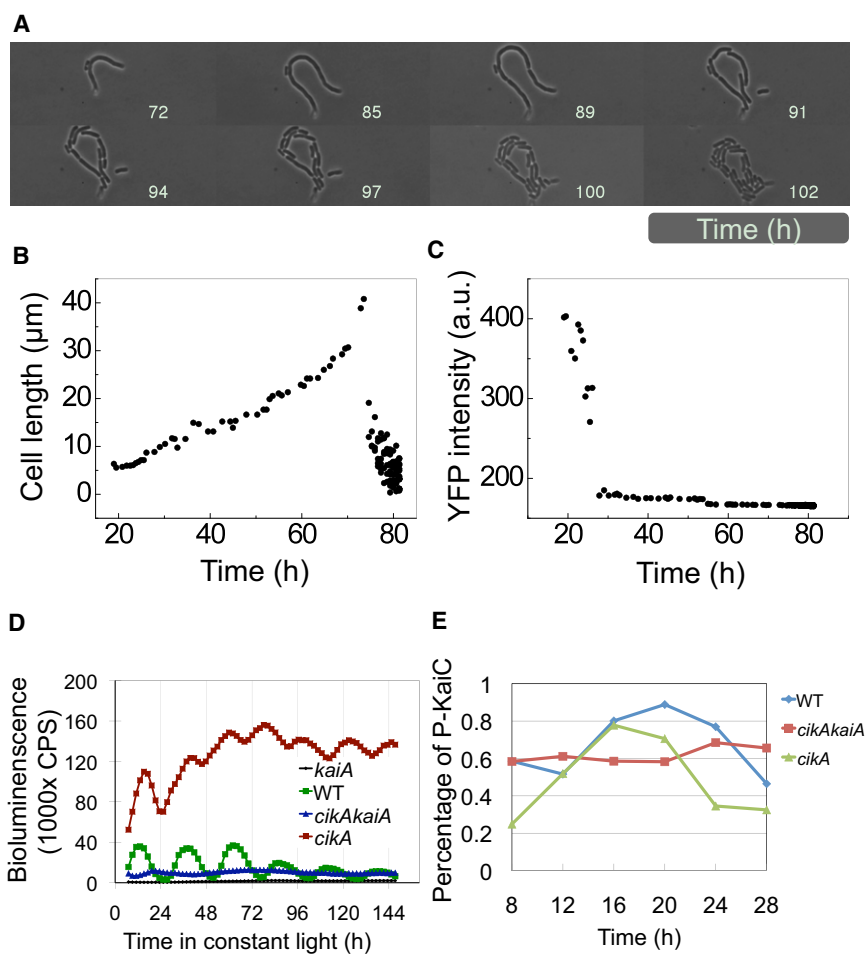 A
72
85
89
91
94
97
100
102
Time (h)
B
Cell length (µm)
40
30
20
10
0
20
40
60
80
Time (h)
C
YFP intensity (a.u.)
400
300
200
20
40
60
80
Time (h)
D
Bioluminenscence
(1000x CPS)
200
160
120
80
40
0
kaiA
WT
cikAkaiA
cikA
0
24
48
72
96
120
144
Time in constant light (h)
E
Percentage of P-KaiC
1
0.8
0.6
0.4
0.2
0
8
12
16
20
24
28
Time (h)
WT
cikAkaiA
cikA